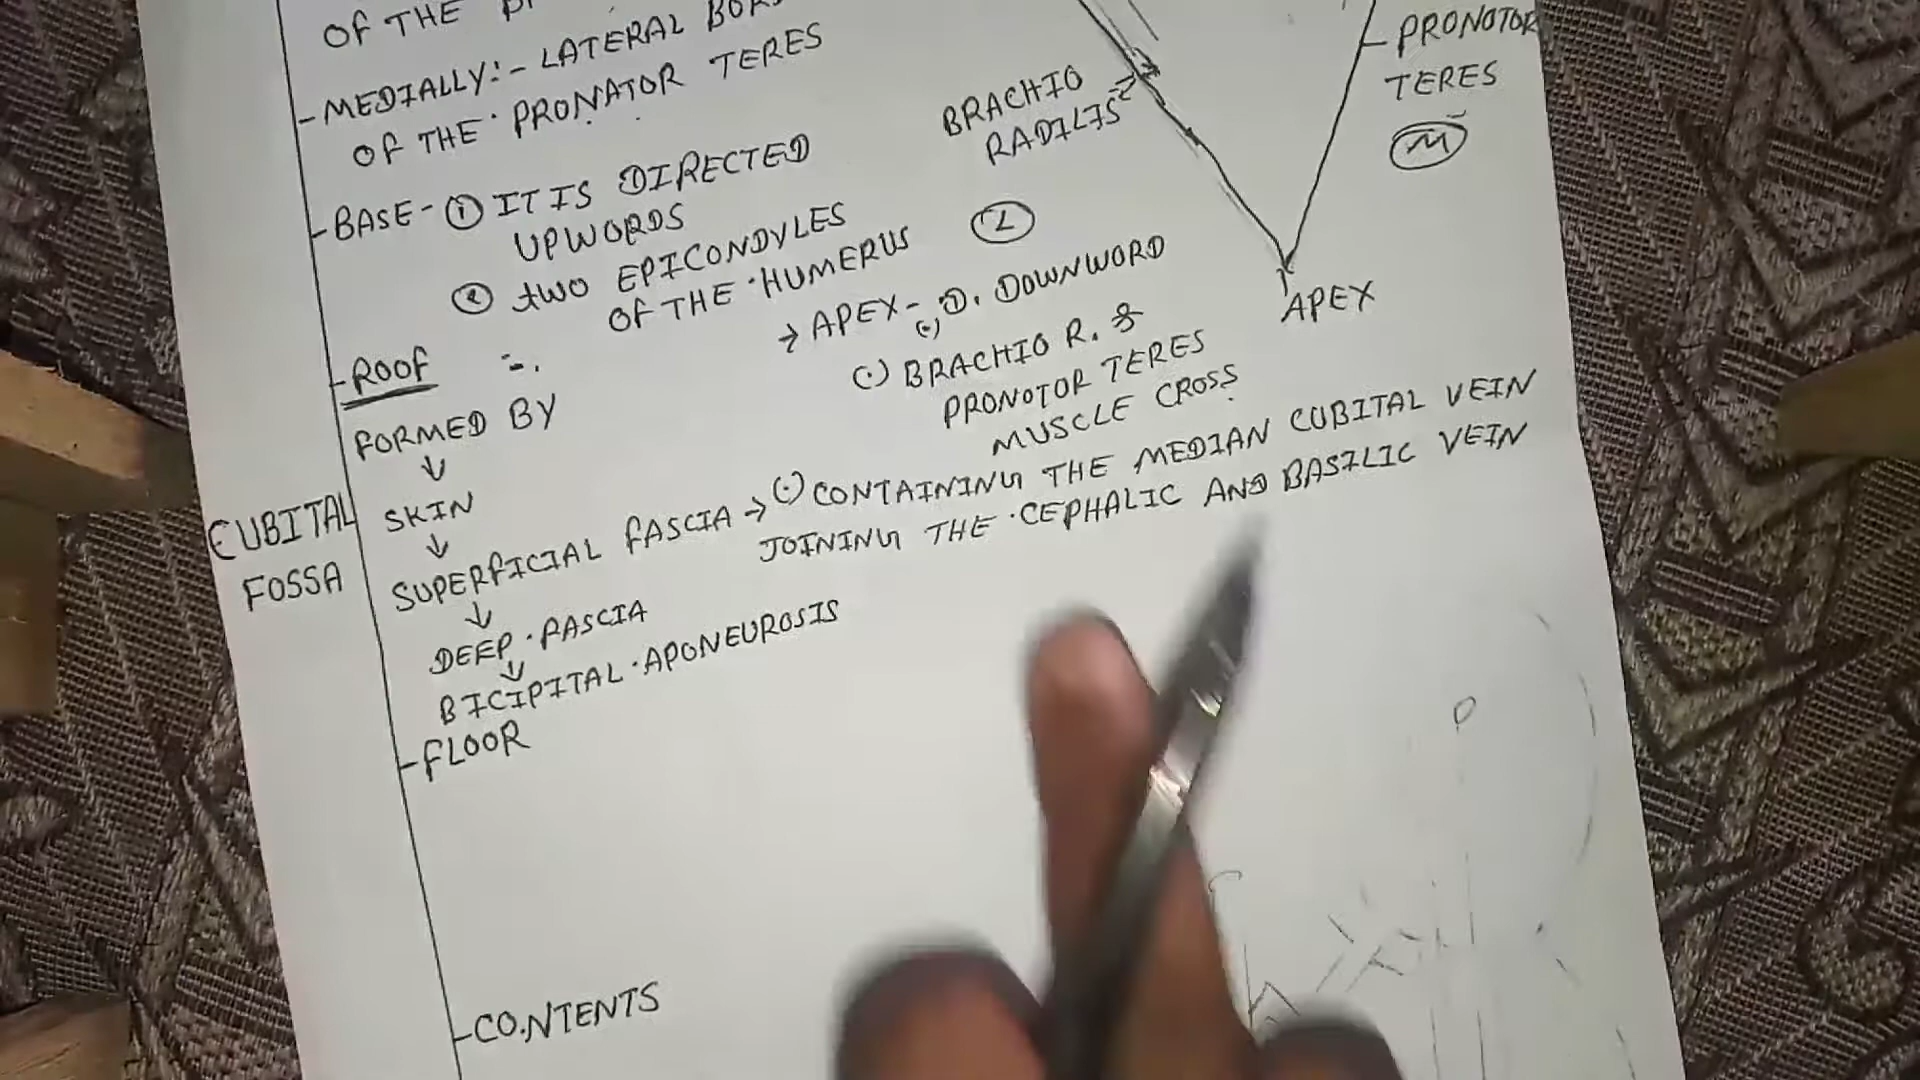 OF THE
MEDIALLY:- LATERAL
OF THE PRONATOR TERES
BASE- ① IT IS DIRECTED
UPWORDS
② TWO EPICONDYLES
OF THE HUMERUS
ROOF :-
FORMED BY
↓
SKIN
↓
SUPERFICIAL FASCIA → (·) CONTAINING THE MEDIAN CUBITAL VEIN
JOINING THE CEPHALIC AND BASILIC VEIN
↓
DEEP FASCIA
↓
BICIPITAL APONEUROSIS
FLOOR
CONTENTS
CUBITAL
FOSSA
BRACHIO
RADILIS
L
→ APEX- (·) DOWNWORD
(·) BRACHIO R. &
PRONOTOR TERES
MUSCLE CROSS
PRONOTOR
TERES
M
APEX